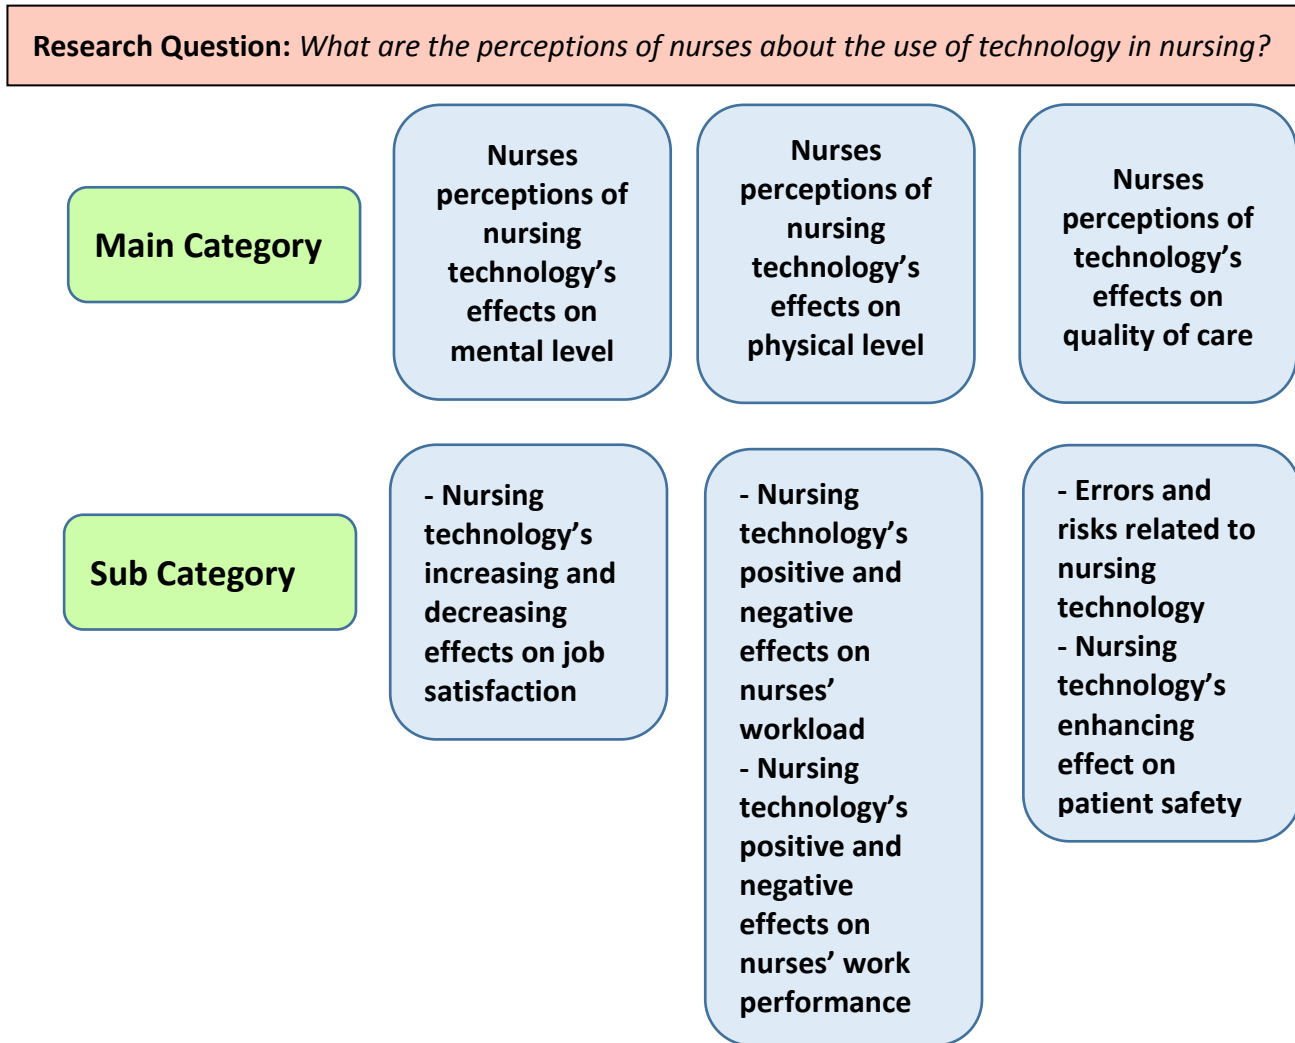 Research Question: What are the perceptions of nurses about the use of technology in nursing?
Main Category
Nurses
perceptions of
nursing
technology’s
effects on
mental level
Nurses
perceptions of
nursing
technology’s
effects on
physical level
Nurses
perceptions of
technology’s
effects on
quality of care
Sub Category
- Nursing
technology’s
increasing and
decreasing
effects on job
satisfaction
- Nursing
technology’s
positive and
negative
effects on
nurses’
workload
- Nursing
technology’s
positive and
negative
effects on
nurses’ work
performance
- Errors and
risks related to
nursing
technology
- Nursing
technology’s
enhancing
effect on
patient safety